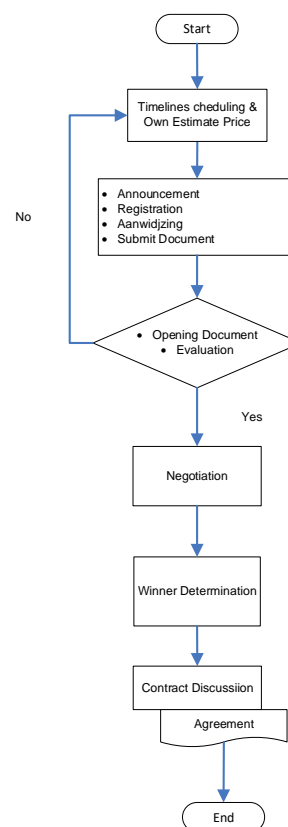 Start
Timelines cheduling &
Own Estimate Price
• Announcement
• Registration
• Aanwidjzing
• Submit Document
No
• Opening Document
• Evaluation
Yes
Negotiation
Winner Determination
Contract Discussiion
Agreement
End